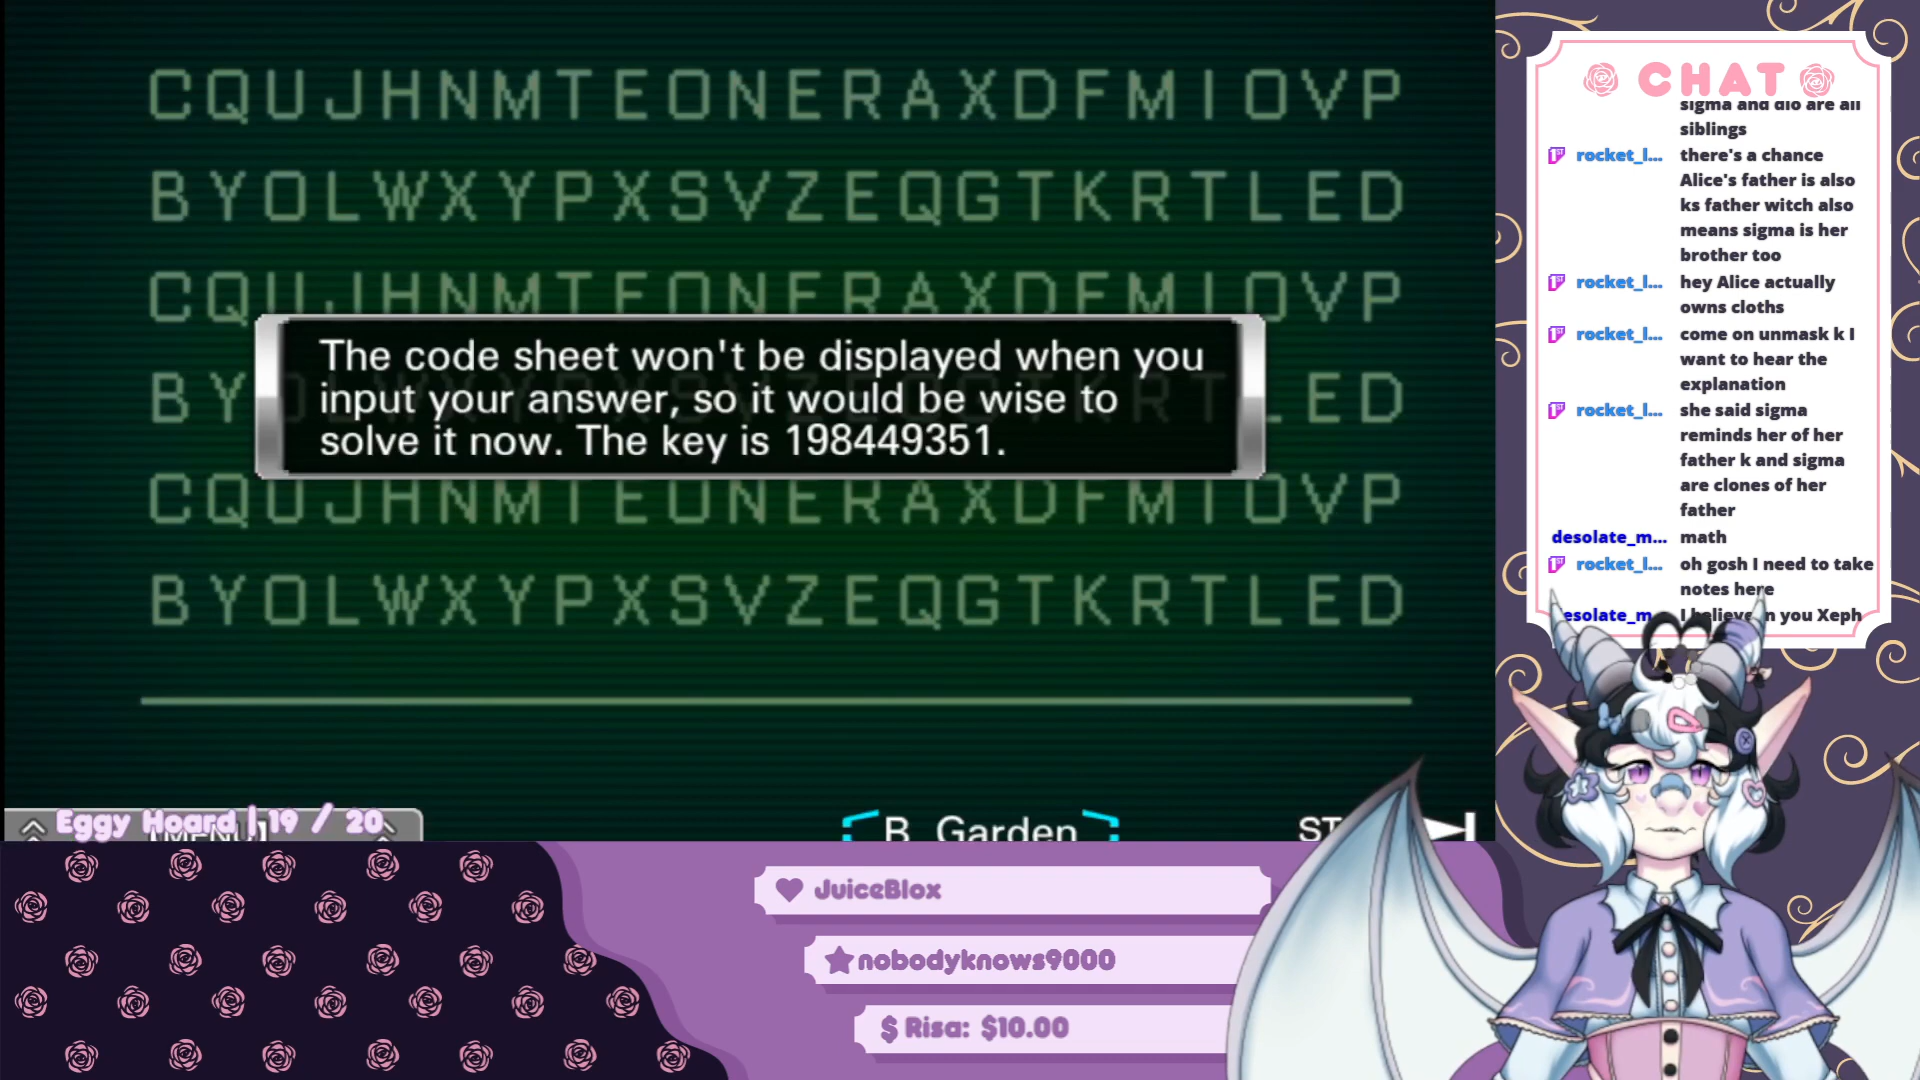 CQUJHNMTEONERAXDFMIOVP
BYOLWXYPXSVZEQGTKRTLED
CQUJHNMTEONERAXDFMIOVP
BY LED
The code sheet won't be displayed when you
input your answer, so it would be wise to
solve it now. The key is 198449351.
CQUJHNMTEONERAXDFMIOVP
BYOLWXYPXSVZEQGTKRTLED
Eggy Hoard | 19 / 20
[MENU]
B. Garden
ST
JuiceBlox
nobodyknows9000
$ Risa: $10.00
CHAT
sigma and dio are all
siblings
rocket_l... there's a chance
Alice's father is also
ks father witch also
means sigma is her
brother too
rocket_l... hey Alice actually
owns cloths
rocket_l... come on unmask k I
want to hear the
explanation
rocket_l... she said sigma
reminds her of her
father k and sigma
are clones of her
father
desolate_m... math
rocket_l... oh gosh I need to take
notes here
esolate_m I believe n you Xeph